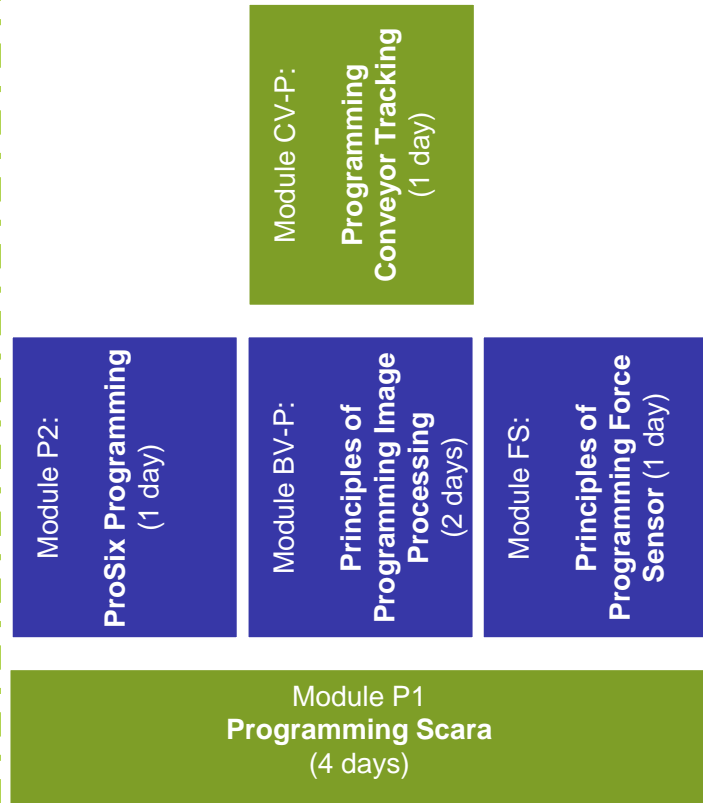 Module CV-P:
Programming
Conveyor Tracking
(1 day)
Module P2:
ProSix Programming
(1 day)
Module BV-P:
Principles of
Programming Image
Processing
(2 days)
Module FS:
Principles of
Programming Force
Sensor (1 day)
Module P1
Programming Scara
(4 days)